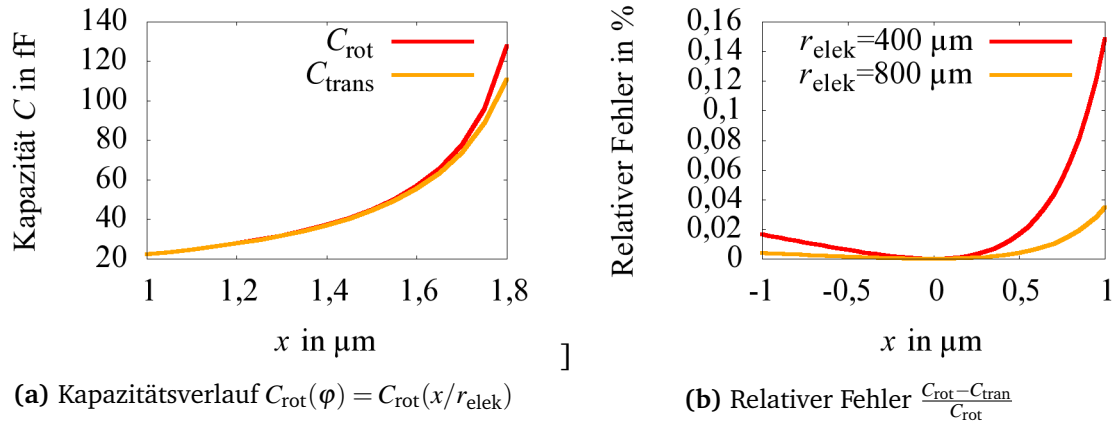 140
120
100
80
60
40
20
Kapazität C in fF
C_rot
C_trans
1 1,2 1,4 1,6 1,8
x in µm
]
(a) Kapazitätsverlauf C_rot(φ) = C_rot(x/r_elek)
0,16
0,14
0,12
0,1
0,08
0,06
0,04
0,02
0
Relativer Fehler in %
r_elek=400 µm
r_elek=800 µm
-1 -0,5 0 0,5 1
x in µm
(b) Relativer Fehler \frac{C_rot−C_tran}{C_rot}